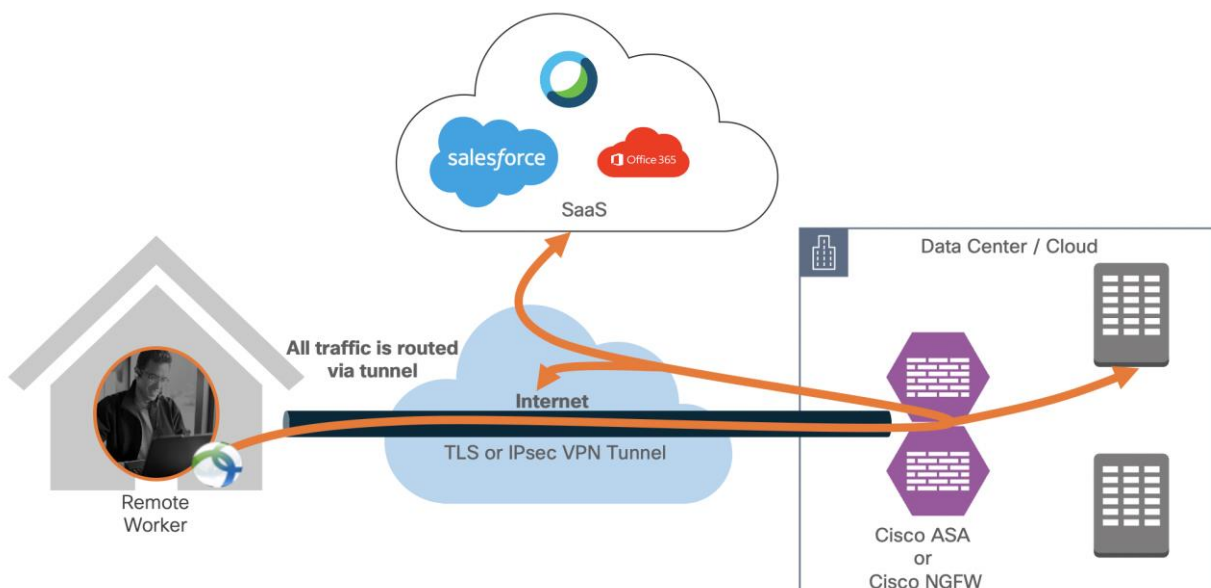 salesforce
Office 365
SaaS
Data Center / Cloud
All traffic is routed
via tunnel
Internet
TLS or IPsec VPN Tunnel
Remote
Worker
Cisco ASA
or
Cisco NGFW